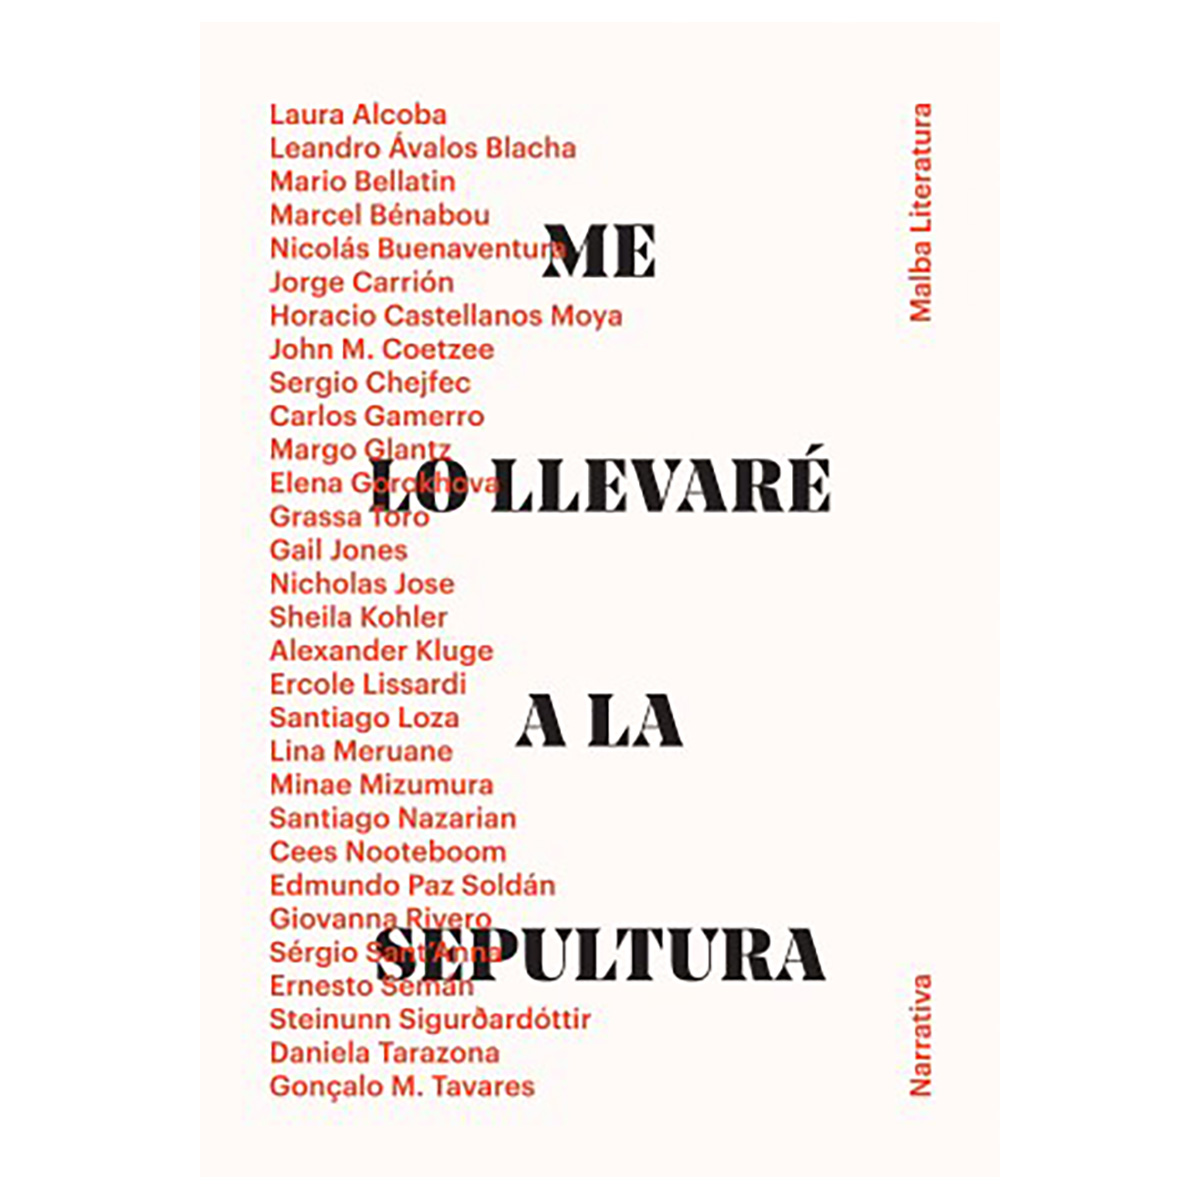 Laura Alcoba
Leandro Ávalos Blacha
Mario Bellatin
Marcel Bénabou
Nicolás Buenaventura
Jorge Carrión
Horacio Castellanos Moya
John M. Coetzee
Sergio Chejfec
Carlos Gamerro
Margo Glantz
Elena Gorokhova
Grassa Toro
Gail Jones
Nicholas Jose
Sheila Kohler
Alexander Kluge
Ercole Lissardi
Santiago Loza
Lina Meruane
Minae Mizumura
Santiago Nazarian
Cees Nooteboom
Edmundo Paz Soldán
Giovanna Rivero
Sérgio Sant'Anna
Ernesto Semán
Steinunn Sigurðardóttir
Daniela Tarazona
Gonçalo M. Tavares
ME
LO LLEVARÉ
A LA
SEPULTURA
Malba Literatura
Narrativa